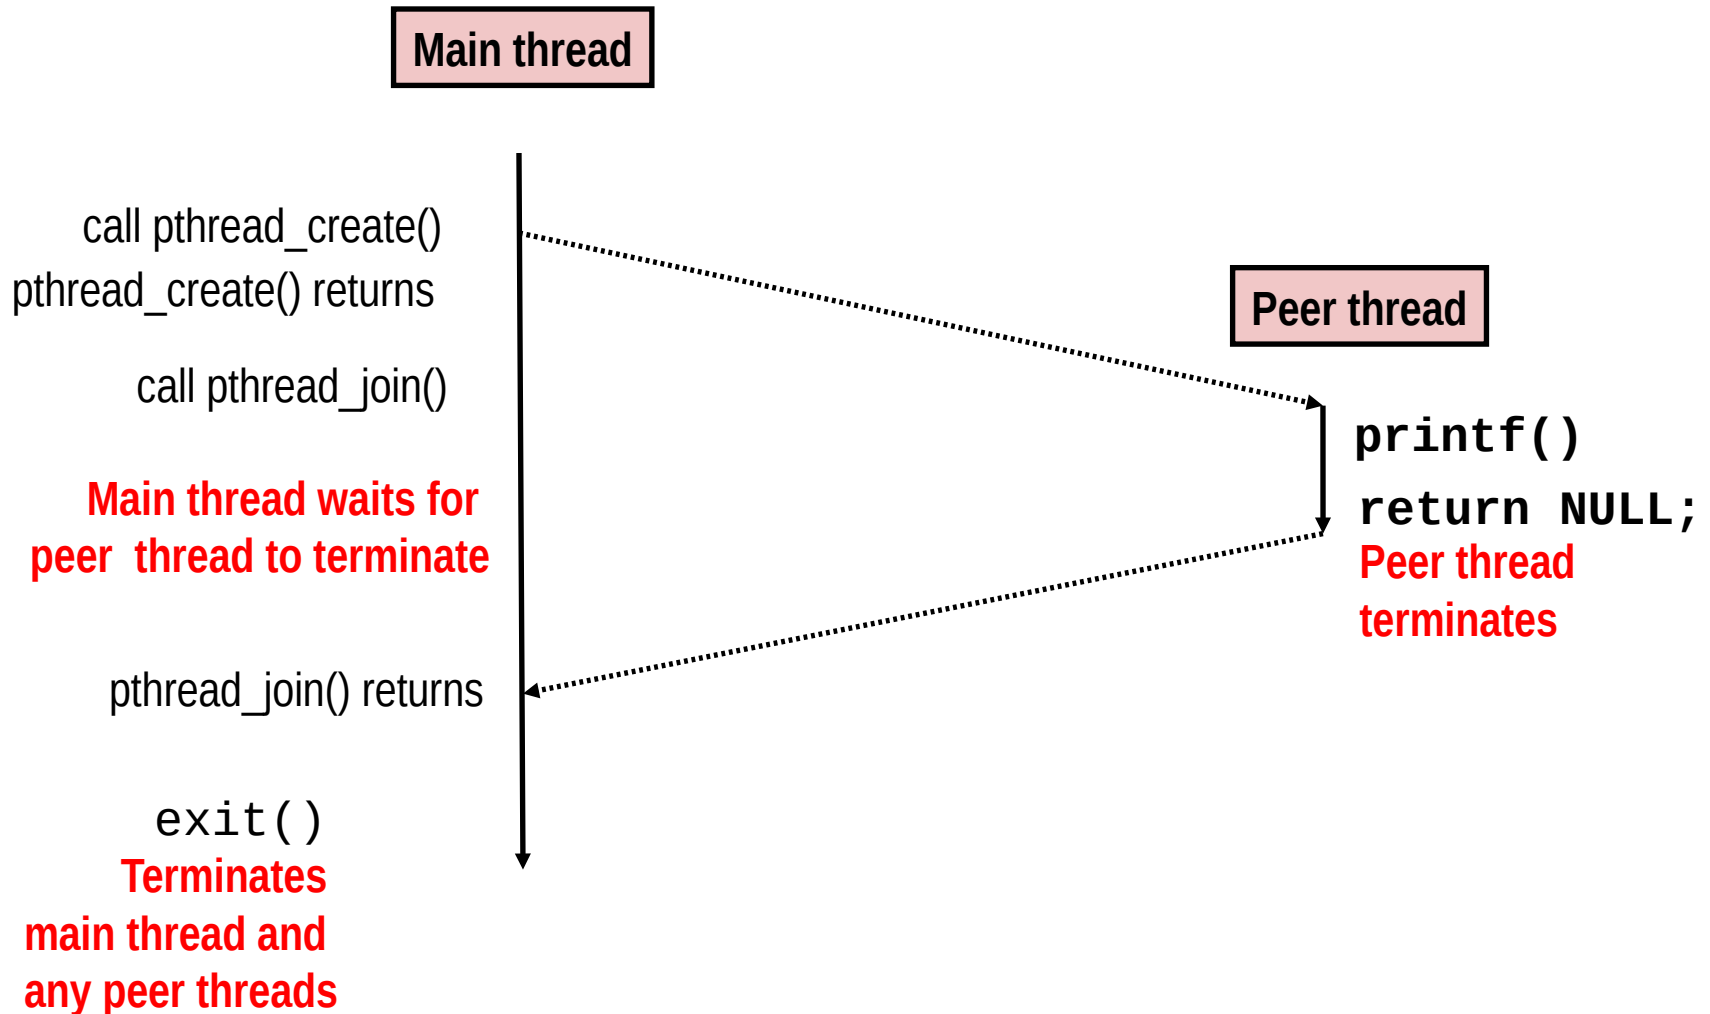 Main thread
call pthread_create()
pthread_create() returns
call pthread_join()
Main thread waits for
peer thread to terminate
pthread_join() returns
exit()
Terminates
main thread and
any peer threads
Peer thread
printf()
return NULL;
Peer thread
terminates